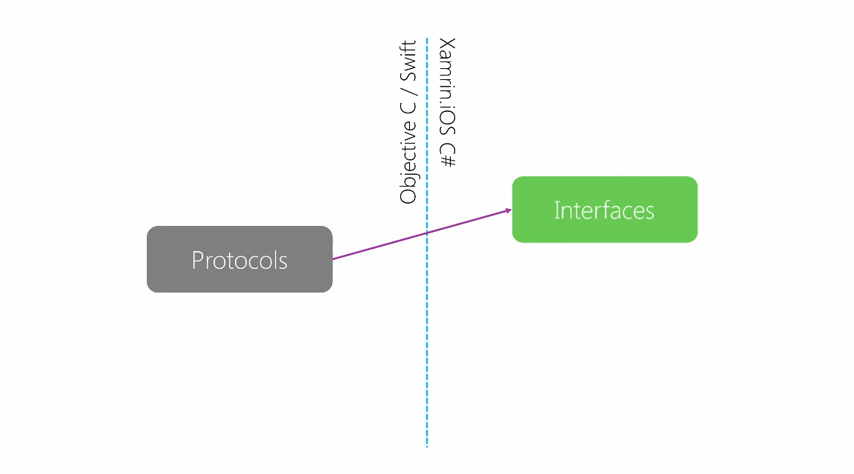 Objective C / Swift
Xamrin.iOS C#
Protocols
Interfaces